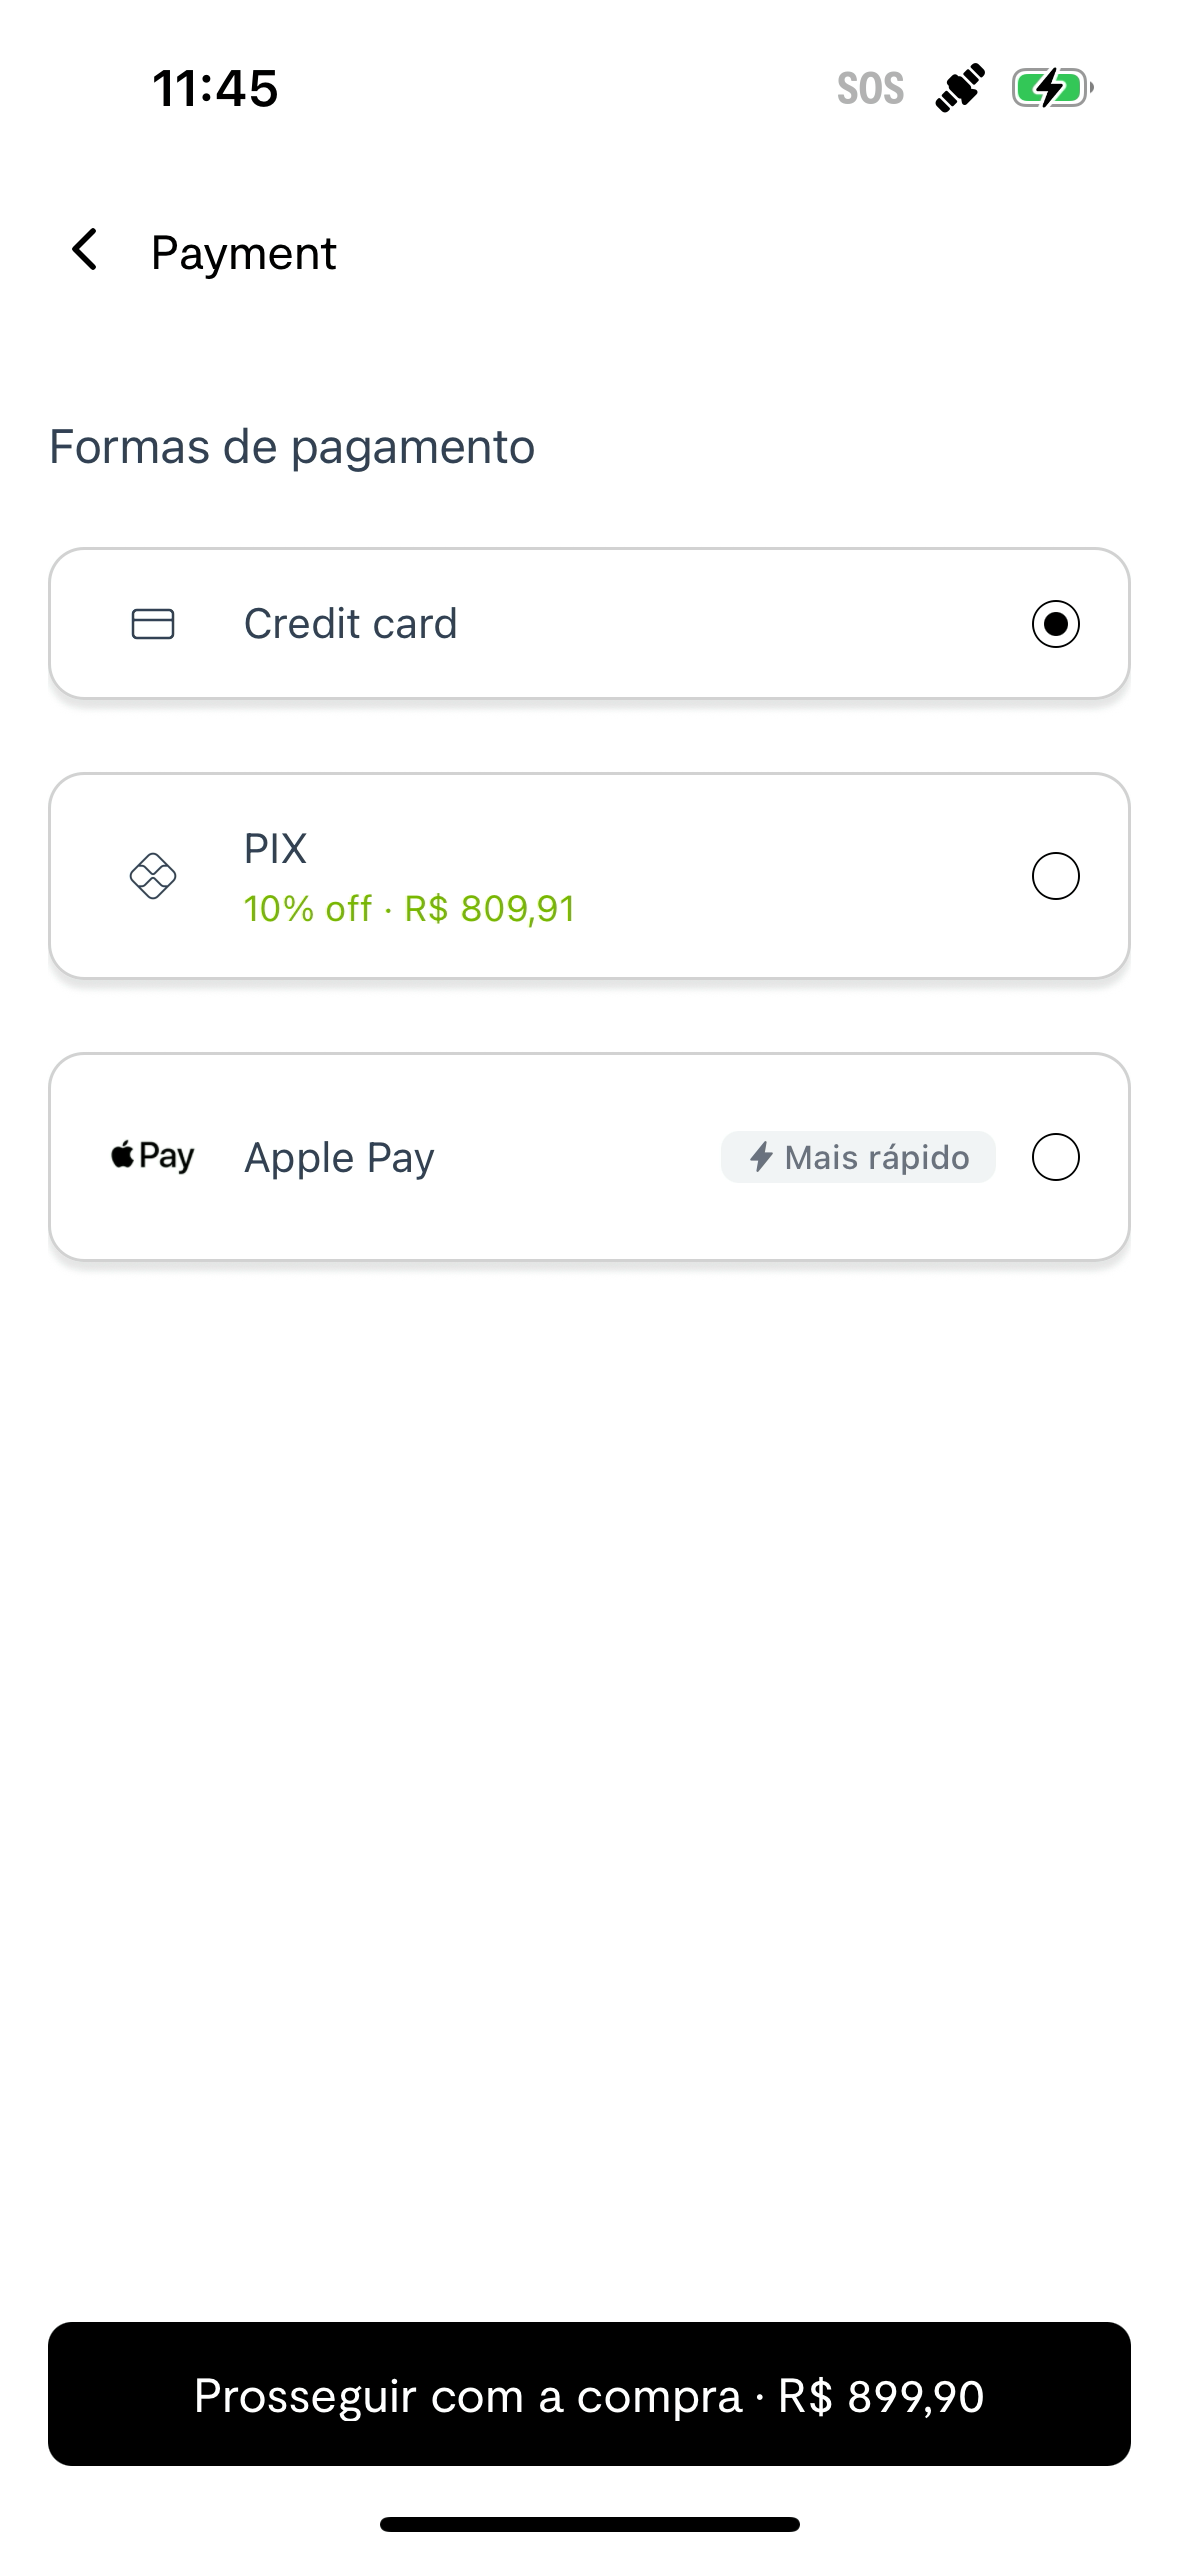 11:45 SOS
Payment
Formas de pagamento
Credit card
PIX
10% off · R$ 809,91
Pay Apple Pay Mais rápido
Prosseguir com a compra · R$ 899,90